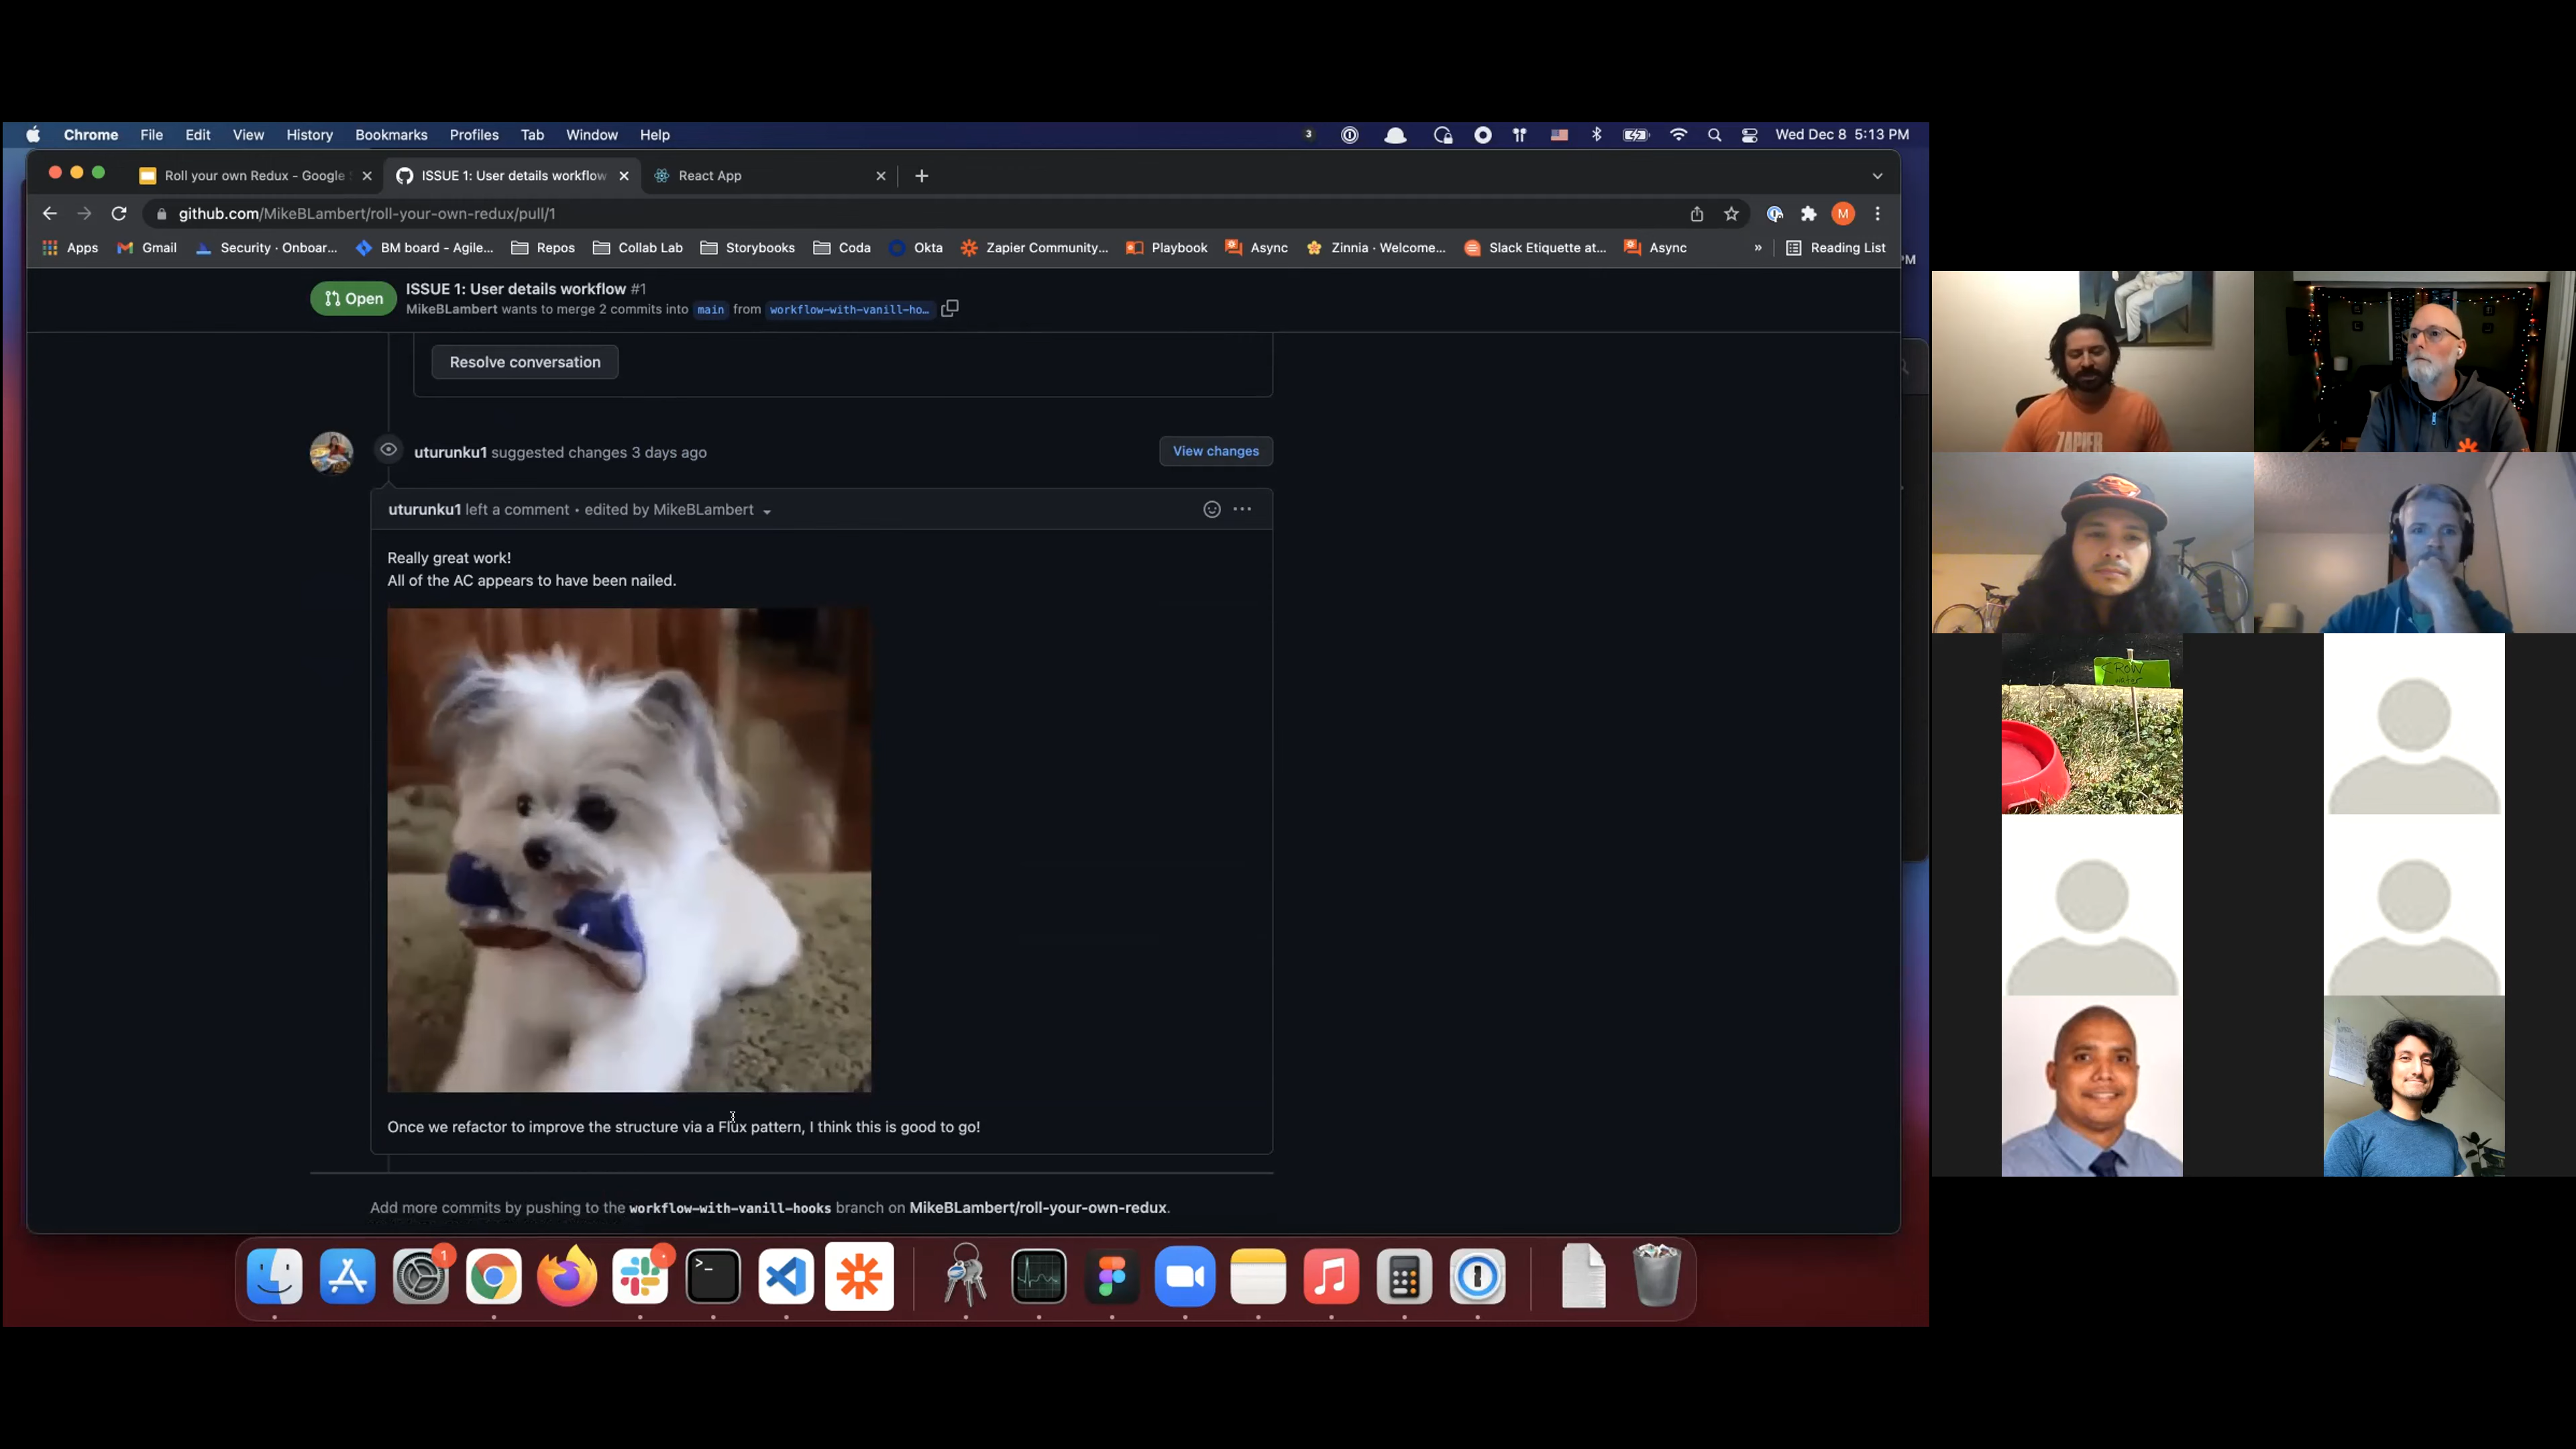 Chrome File Edit View History Bookmarks Profiles Tab Window Help
3
Wed Dec 8 5:13 PM
Roll your own Redux - Google
ISSUE 1: User details workflow
React App
github.com/MikeBLambert/roll-your-own-redux/pull/1
M
Apps Gmail Security · Onboar... BM board - Agile... Repos Collab Lab Storybooks Coda Okta Zapier Community... Playbook Async Zinnia · Welcome... Slack Etiquette at... Async » Reading List
PM
Open
ISSUE 1: User details workflow #1
MikeBLambert wants to merge 2 commits into main from workflow-with-vanill-ho…
Resolve conversation
uturunku1 suggested changes 3 days ago
View changes
uturunku1 left a comment • edited by MikeBLambert
Really great work!
All of the AC appears to have been nailed.
Once we refactor to improve the structure via a Flux pattern, I think this is good to go!
Add more commits by pushing to the workflow-with-vanill-hooks branch on MikeBLambert/roll-your-own-redux.
1
ZAPIER
CROW
water